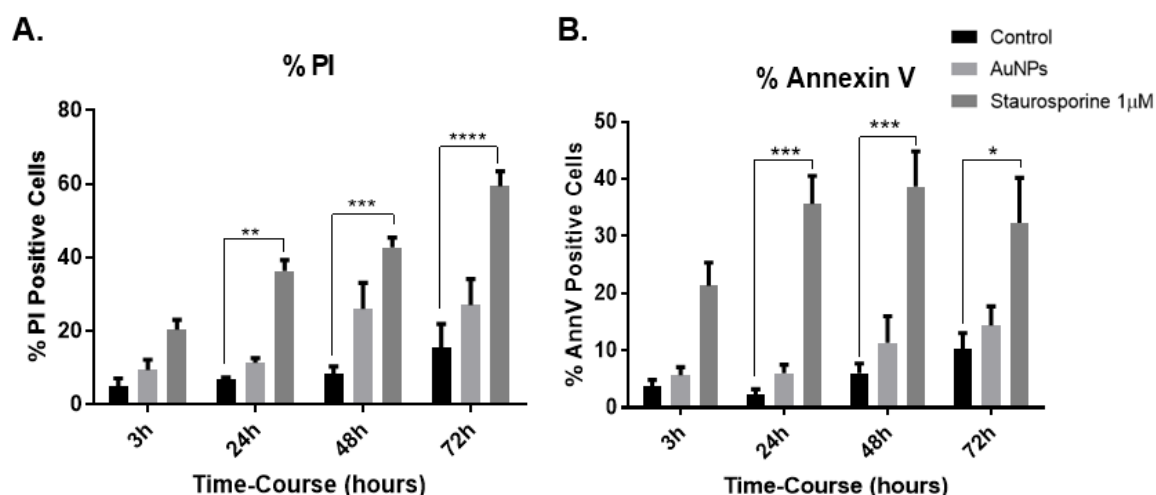 A.
% PI
% PI Positive Cells
80
60
40
20
0
**
***
****
3h
24h
48h
72h
Time-Course (hours)
B.
% Annexin V
Control
AuNPs
Staurosporine 1μM
% AnnV Positive Cells
50
40
30
20
10
0
***
***
*
3h
24h
48h
72h
Time-Course (hours)